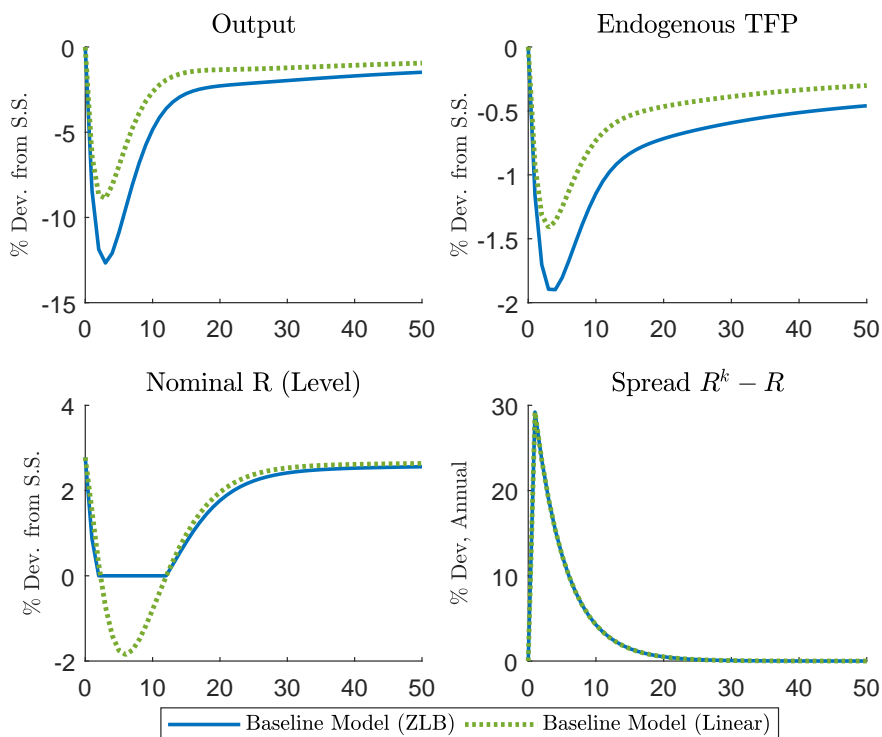 Output
% Dev. from S.S.
0
-5
-10
-15
0 10 20 30 40 50
Endogenous TFP
% Dev. from S.S.
0
-0.5
-1
-1.5
-2
0 10 20 30 40 50
Nominal R (Level)
% Dev. from S.S.
4
2
0
-2
0 10 20 30 40 50
Spread R^k − R
% Dev, Annual
30
20
10
0
0 10 20 30 40 50
Baseline Model (ZLB) Baseline Model (Linear)